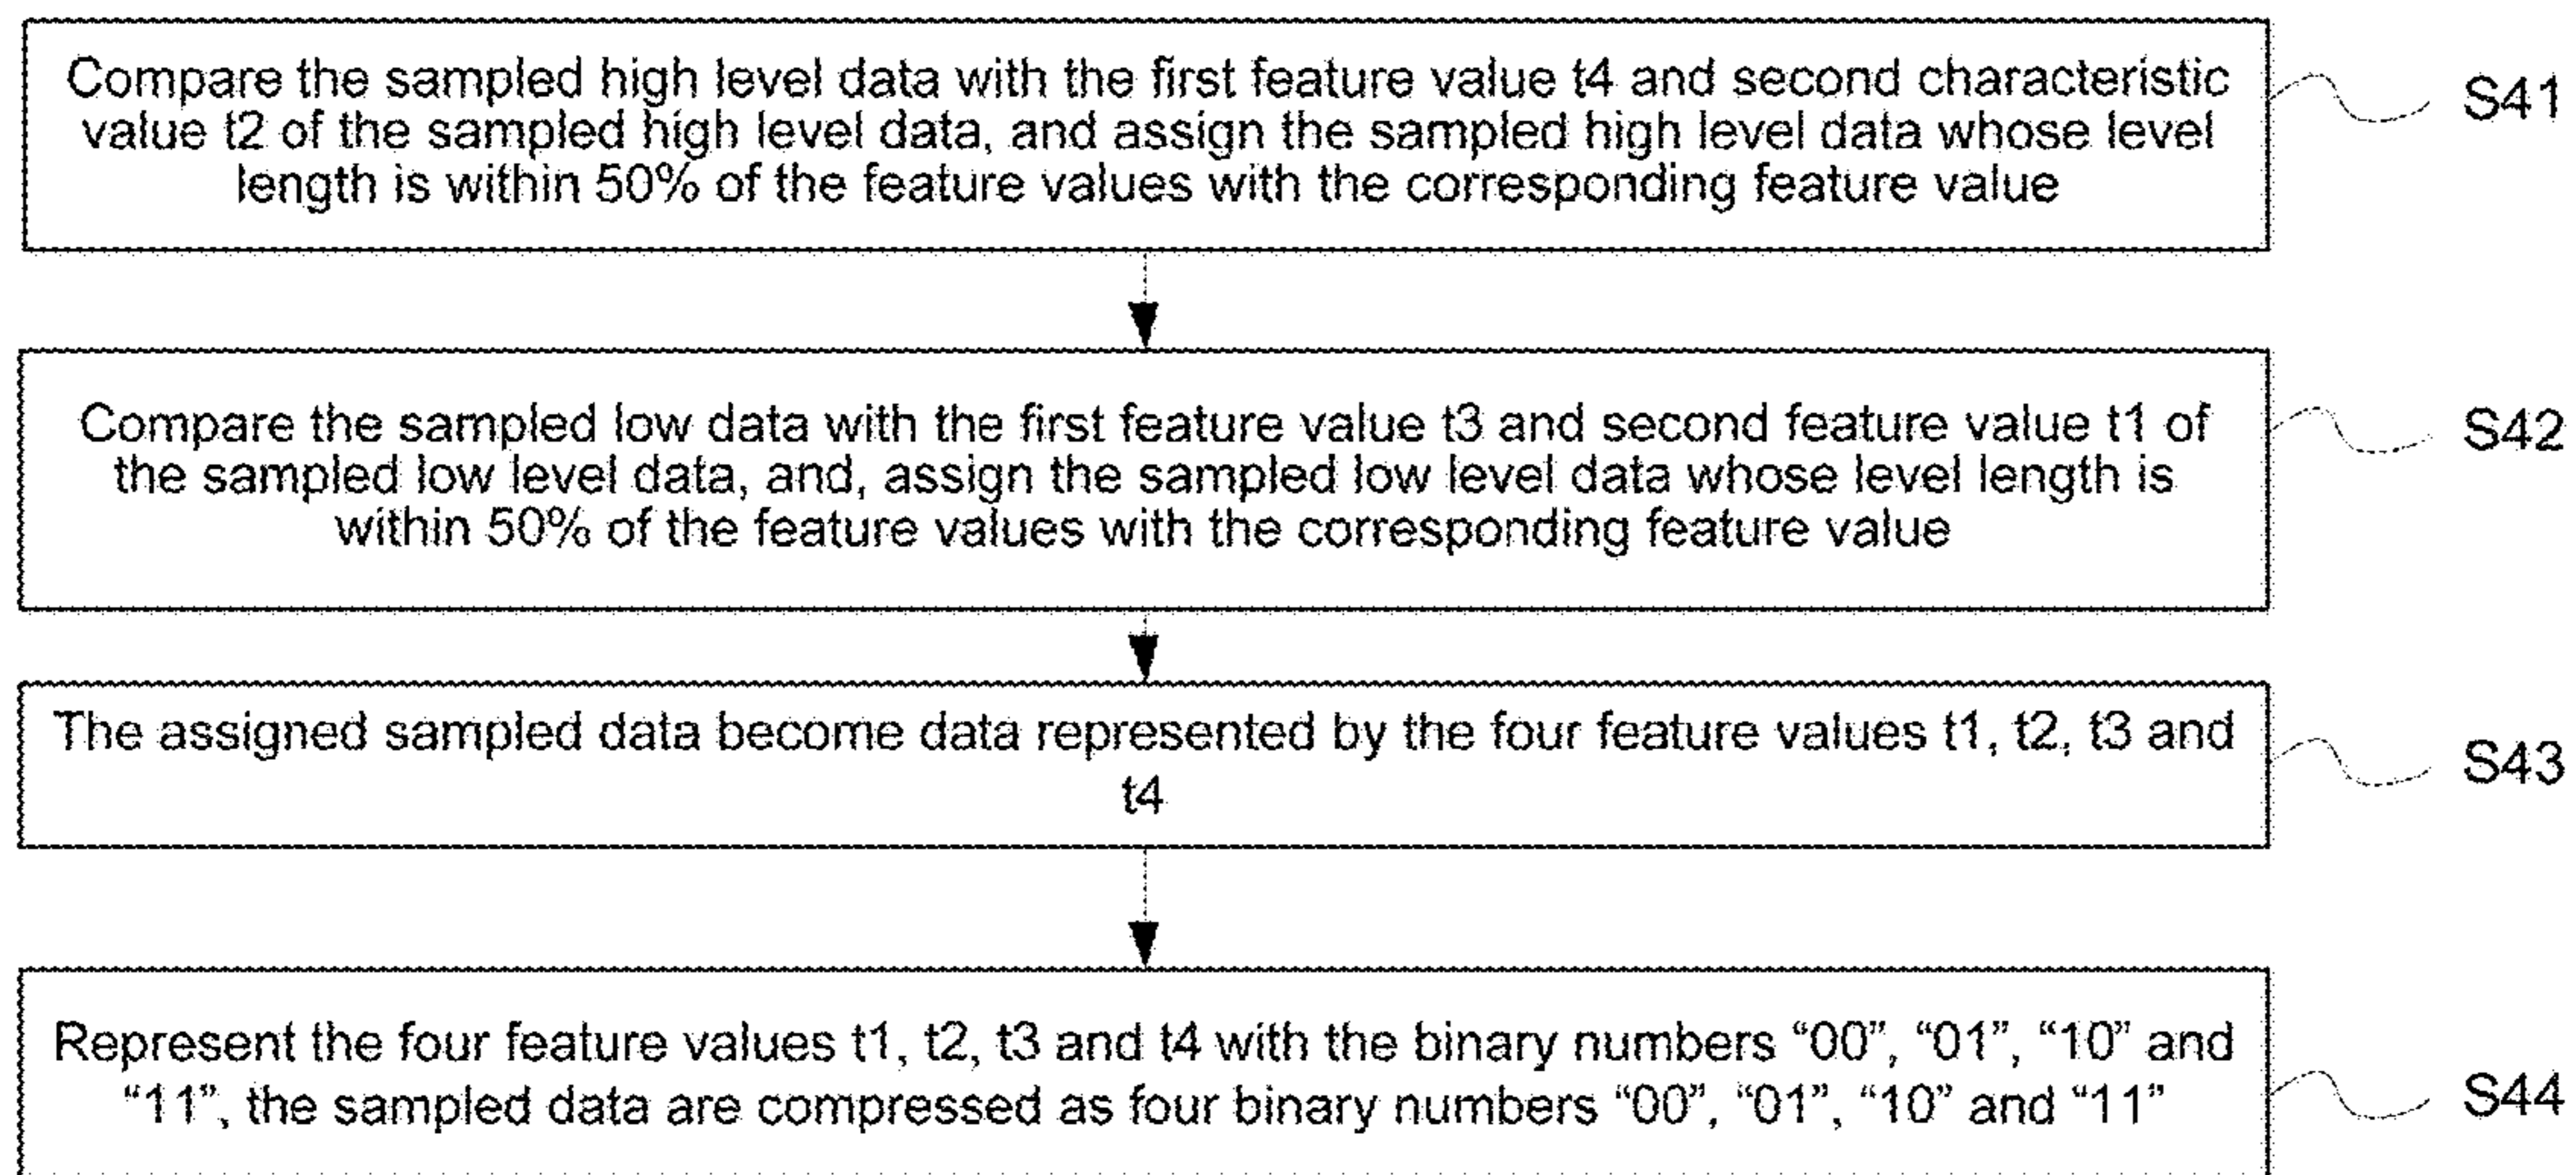 Compare the sampled high level data with the first feature value t4 and second characteristic
value t2 of the sampled high level data, and assign the sampled high level data whose level
length is within 50% of the feature values with the corresponding feature value
S41
Compare the sampled low data with the first feature value t3 and second feature value t1 of
the sampled low level data, and, assign the sampled low level data whose level length is
within 50% of the feature values with the corresponding feature value
S42
The assigned sampled data become data represented by the four feature values t1, t2, t3 and
t4
S43
Represent the four feature values t1, t2, t3 and t4 with the binary numbers “00”, “01”, “10” and
“11”, the sampled data are compressed as four binary numbers “00”, “01”, “10” and “11”
S44